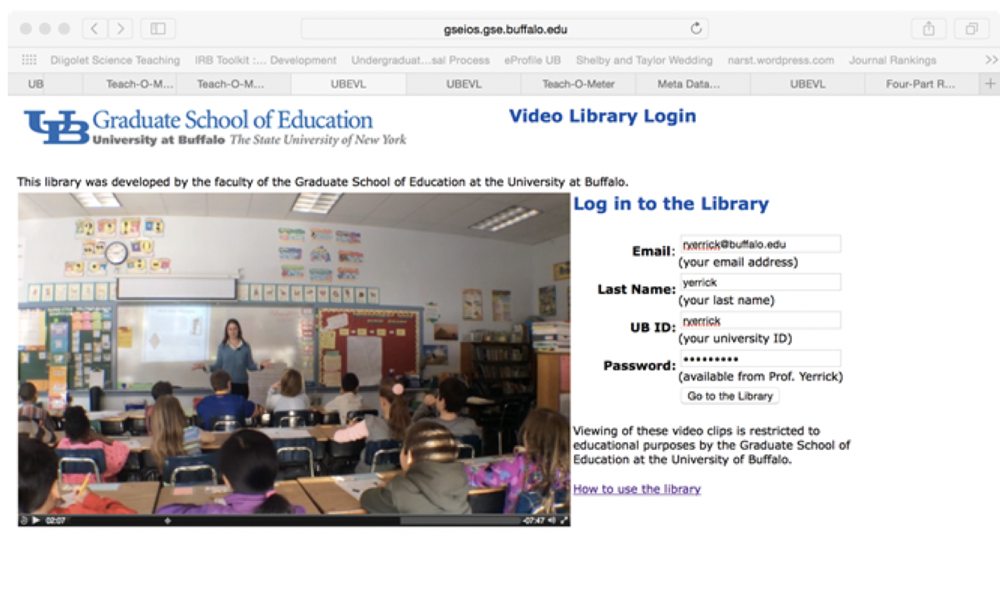 gseios.gse.buffalo.edu
Diigolet Science Teaching IRB Toolkit :... Development Undergraduat...sal Process eProfile UB Shelby and Taylor Wedding narst.wordpress.com Journal Rankings >>
UB Teach-O-M... Teach-O-M... UBEVL UBEVL Teach-O-Meter Meta Data... UBEVL Four-Part R... +
UB Graduate School of Education
University at Buffalo The State University of New York
Video Library Login
This library was developed by the faculty of the Graduate School of Education at the University at Buffalo.
Log in to the Library
Email: ryerrick@buffalo.edu
(your email address)
Last Name: yerrick
(your last name)
UB ID: ryerrick
(your university ID)
Password: •••••••••
(available from Prof. Yerrick)
Go to the Library
Viewing of these video clips is restricted to
educational purposes by the Graduate School of
Education at the University of Buffalo.
How to use the library
02:07 -07:47